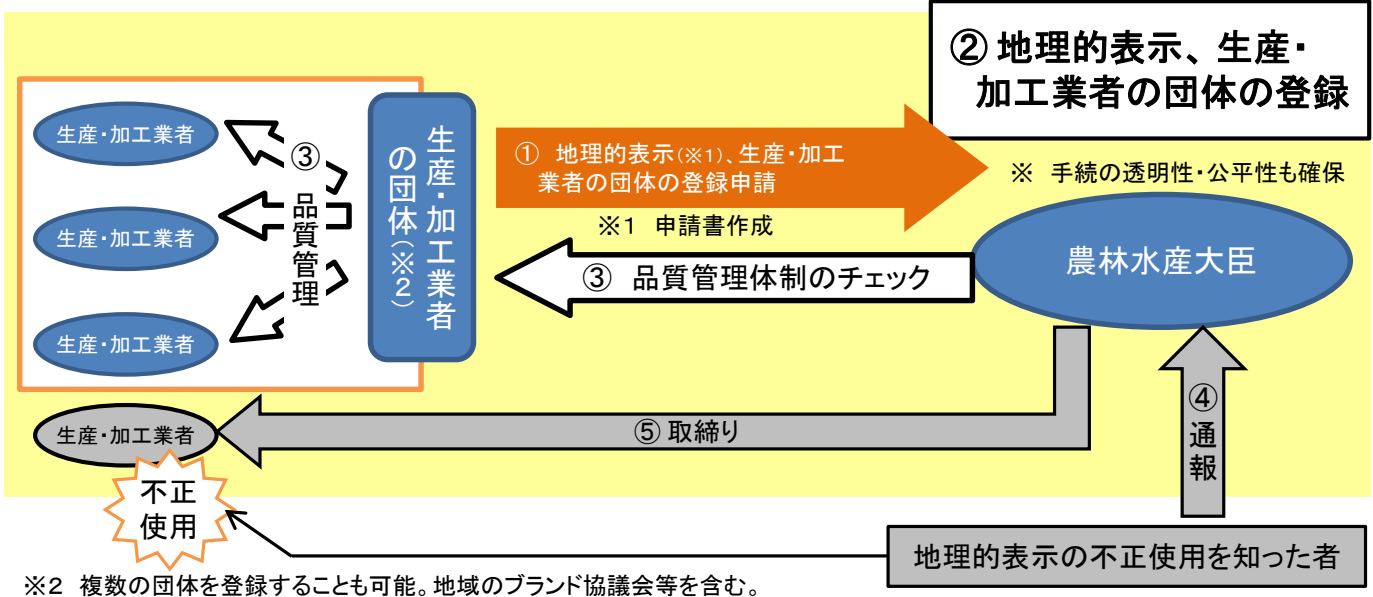 ② 地理的表示、生産・
加工業者の団体の登録
生産・加工業者
生産・加工業者
生産・加工業者
③
品質管理
生産・加工業者
の団体（※２）
① 地理的表示（※１）、生産・加工
業者の団体の登録申請
※１ 申請書作成
※ 手続の透明性・公平性も確保
農林水産大臣
③ 品質管理体制のチェック
④
通報
⑤ 取締り
生産・加工業者
不正
使用
地理的表示の不正使用を知った者
※２ 複数の団体を登録することも可能。地域のブランド協議会等を含む。